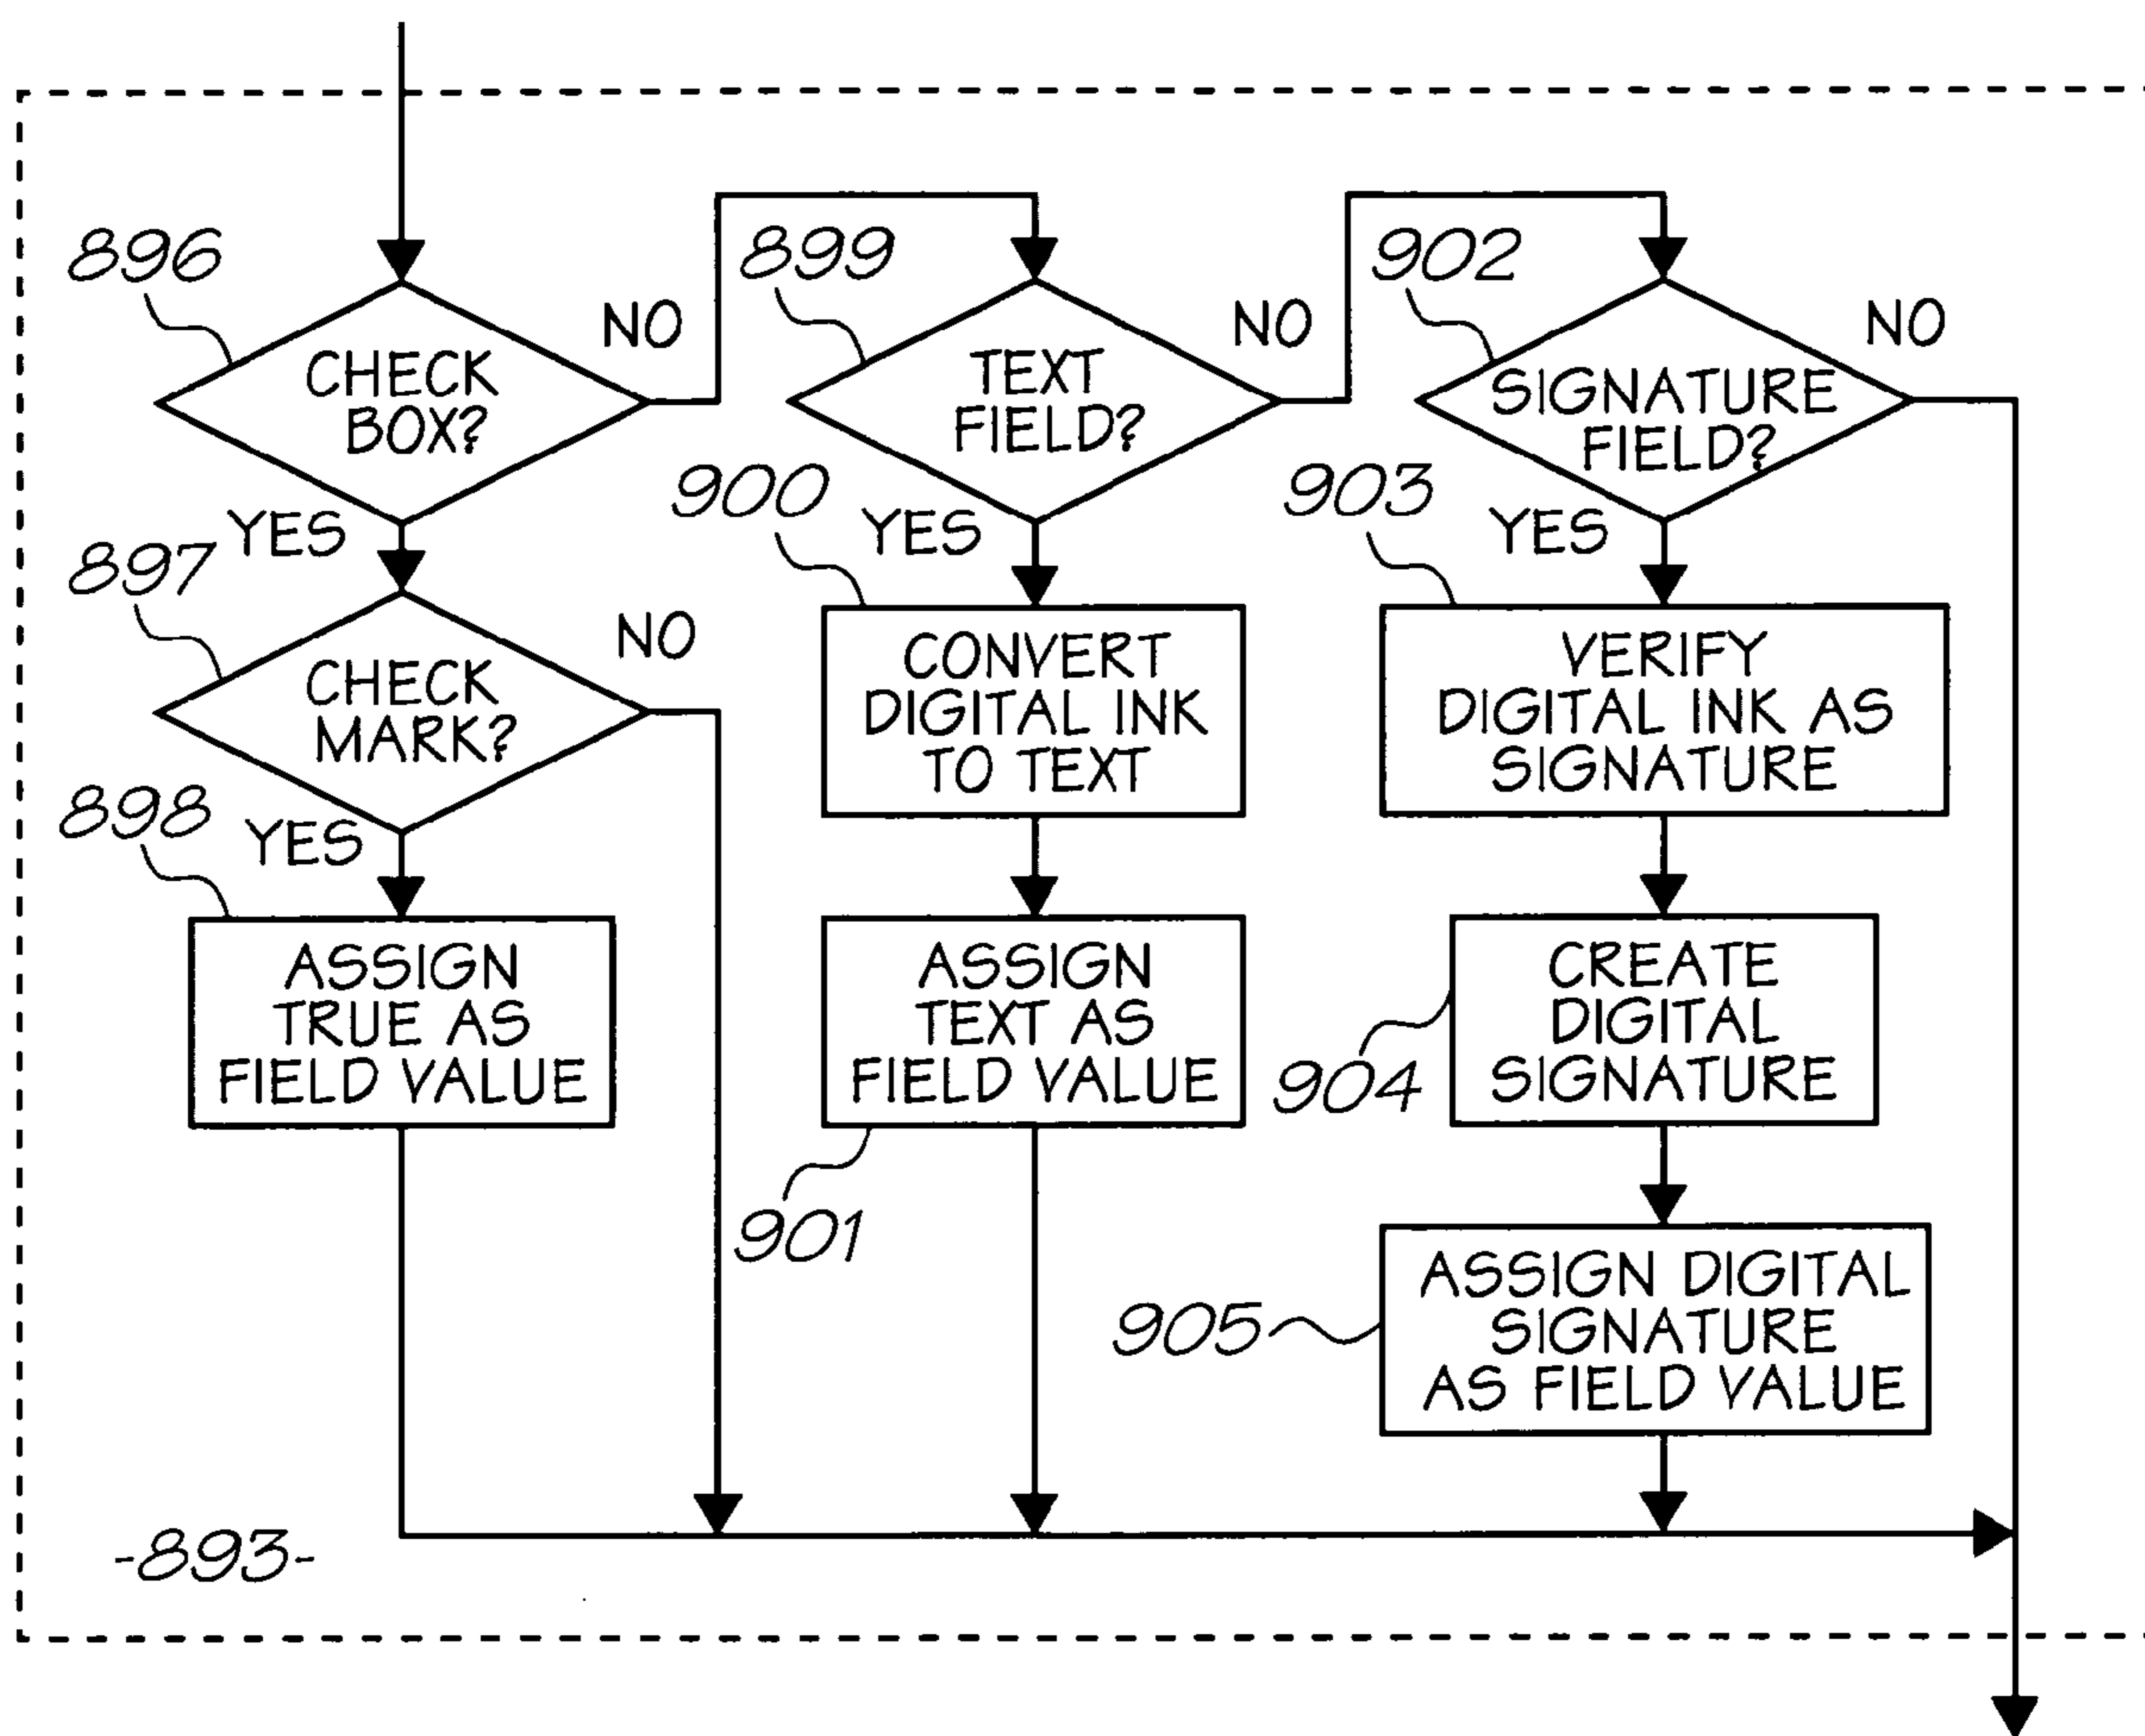 896
CHECK
BOX?
NO
YES
897
CHECK
MARK?
NO
YES
898
ASSIGN
TRUE AS
FIELD VALUE
899
TEXT
FIELD?
NO
YES
900
CONVERT
DIGITAL INK
TO TEXT
ASSIGN
TEXT AS
FIELD VALUE
901
902
SIGNATURE
FIELD?
NO
YES
903
VERIFY
DIGITAL INK AS
SIGNATURE
CREATE
DIGITAL
SIGNATURE
904
ASSIGN DIGITAL
SIGNATURE
AS FIELD VALUE
905
-893-